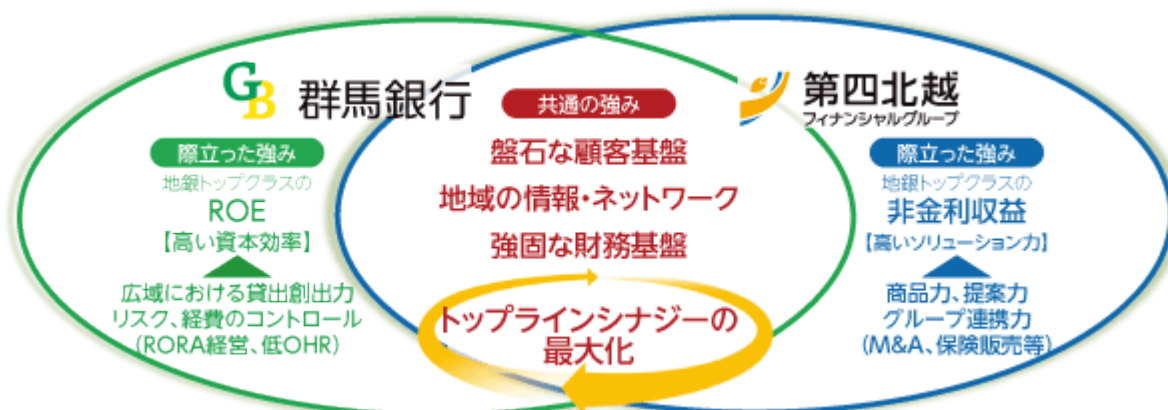 GB 群馬銀行
際立った強み
地銀トップクラスの
ROE
【高い資本効率】
広域における貸出創出力
リスク、経費のコントロール
(RORA経営、低OHR)
共通の強み
盤石な顧客基盤
地域の情報・ネットワーク
強固な財務基盤
トップラインシナジーの
最大化
第四北越
フィナンシャルグループ
際立った強み
地銀トップクラスの
非金利収益
【高いソリューション力】
商品力、提案力
グループ連携力
(M&A、保険販売等)